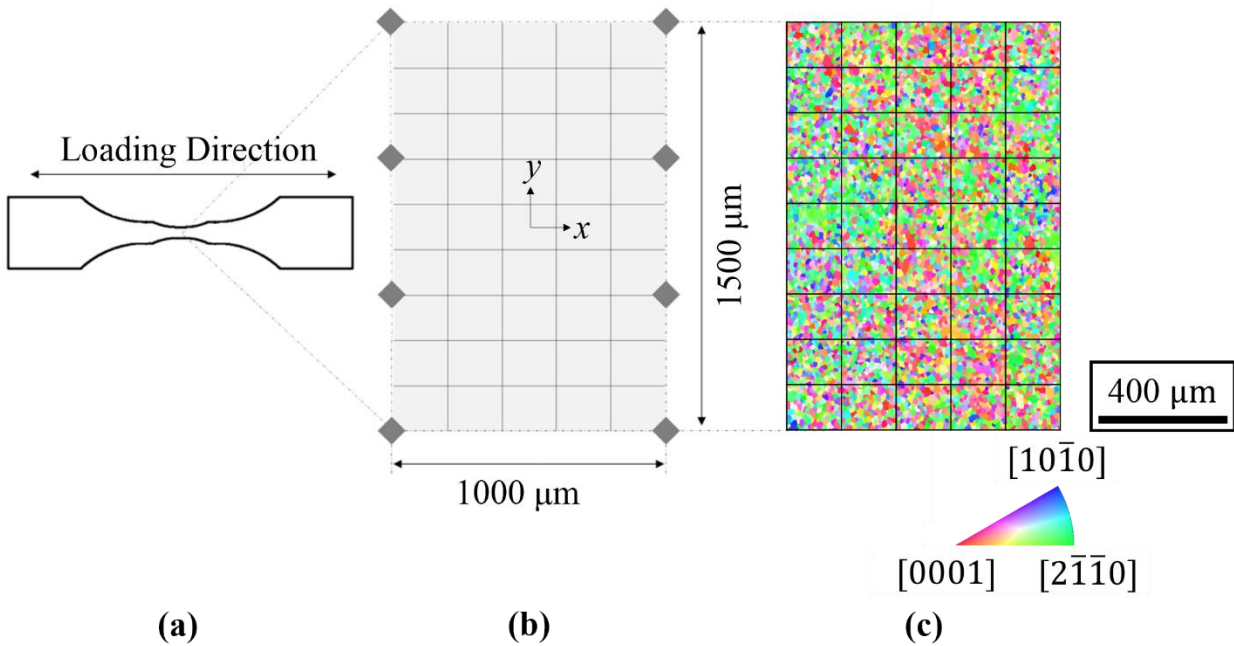 Loading Direction
y
x
1500 μm
1000 μm
400 μm
[101̄0]
[0001]
[21̄1̄0]
(a)
(b)
(c)